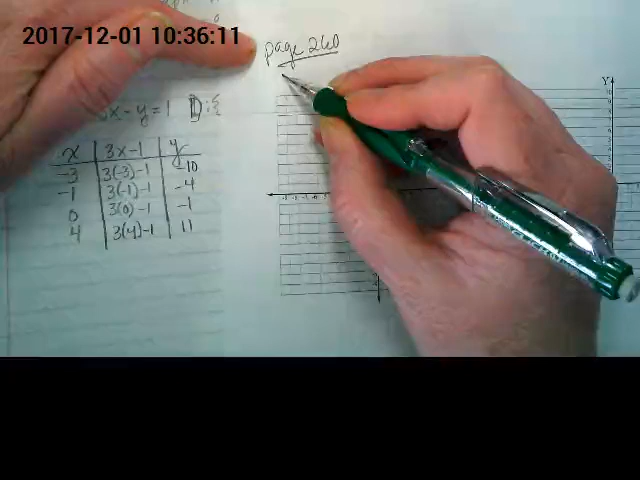 2017-12-01 10:36:11
page 260
x - y = 1 D: {
x 3x-1 y
-3 3(-3)-1 -10
-1 3(-1)-1 -4
0 3(0)-1 -1
4 3(4)-1 11
Y